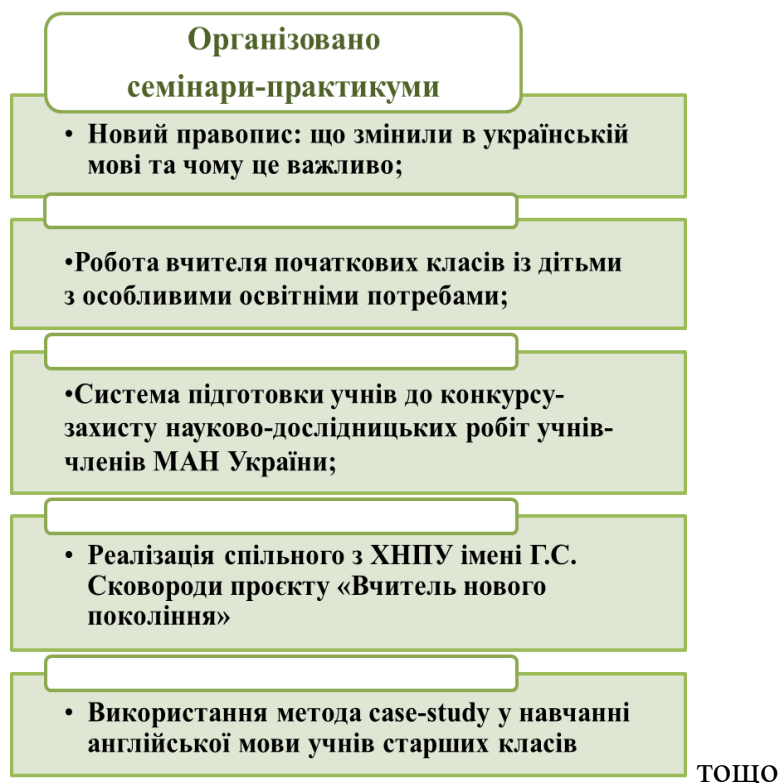 Організовано
семінари-практикуми
• Новий правопис: що змінили в українській
мові та чому це важливо;
•Робота вчителя початкових класів із дітьми
з особливими освітніми потребами;
•Система підготовки учнів до конкурсу-
захисту науково-дослідницьких робіт учнів-
членів МАН України;
• Реалізація спільного з ХНПУ імені Г.С.
Сковороди проєкту «Вчитель нового
покоління»
• Використання метода case-study у навчанні
англійської мови учнів старших класів
тощо